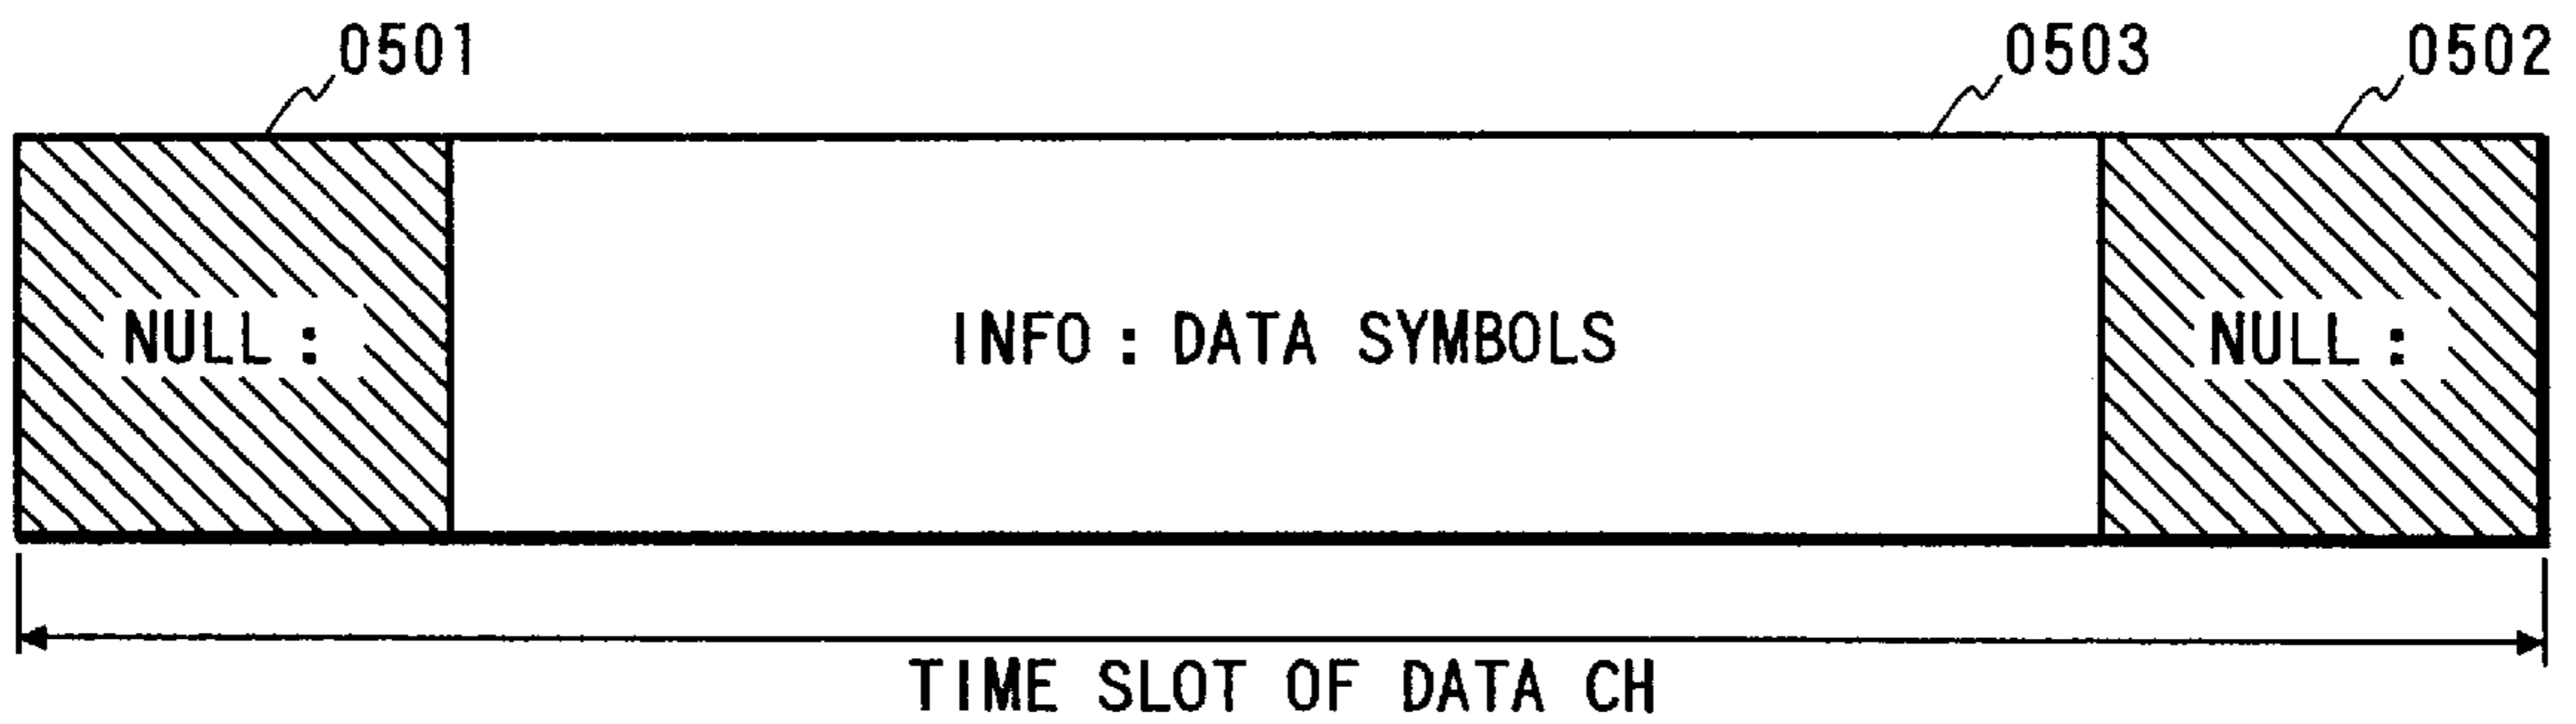 0501 0503 0502
NULL : INFO : DATA SYMBOLS NULL :
TIME SLOT OF DATA CH